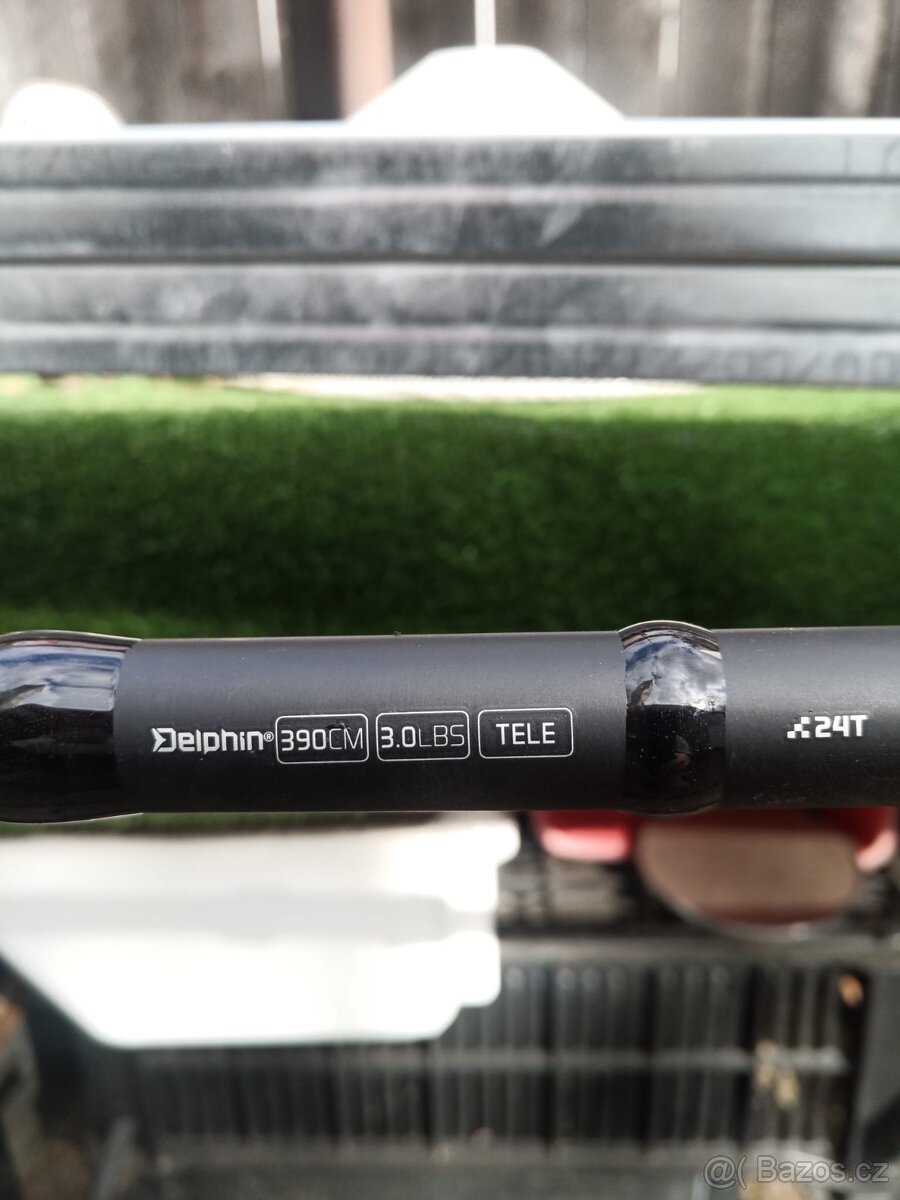 Delphin® 390CM 3.0LBS TELE 24T
@( Bazos.cz